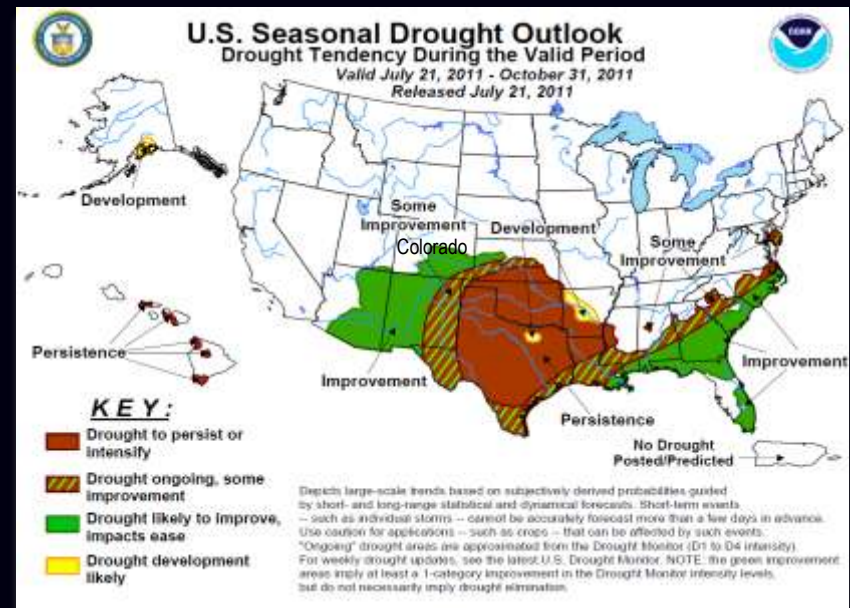 U.S. Seasonal Drought Outlook
Drought Tendency During the Valid Period
Valid July 21, 2011 - October 31, 2011
Released July 21, 2011
Development
Some
Improvement
Colorado
Development
Some
Improvement
Persistence
Improvement
Improvement
Persistence
No Drought
Posted/Predicted
KEY:
Drought to persist or
intensify
Drought ongoing, some
improvement
Drought likely to improve,
impacts ease
Drought development
likely
Depicts large-scale trends based on subjectively derived probabilities guided
by short- and long-range statistical and dynamical forecasts. Short-term events
-- such as individual storms -- cannot be accurately forecast more than a few days in advance.
Use caution for applications -- such as crops -- that can be affected by such events.
"Ongoing" drought areas are approximated from the Drought Monitor (D1 to D4 intensity).
For weekly drought updates, see the latest U.S. Drought Monitor. NOTE: the green improvement
areas imply at least a 1-category improvement in the Drought Monitor intensity levels,
but do not necessarily imply drought elimination.